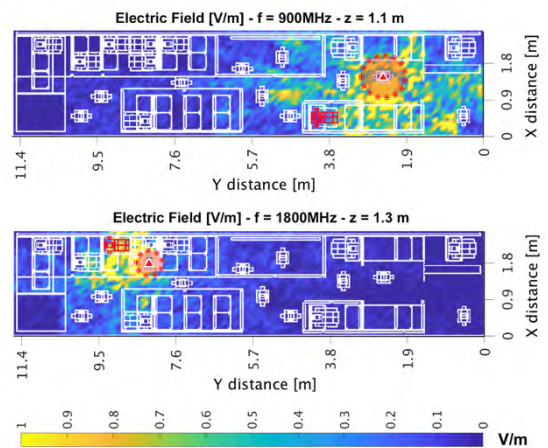 Electric Field [V/m] - f = 900MHz - z = 1.1 m
1.8
0.9
0
X distance [m]
11.4 9.5 7.6 5.7 3.8 1.9 0
Y distance [m]
Electric Field [V/m] - f = 1800MHz - z = 1.3 m
1.8
0.9
0
X distance [m]
11.4 9.5 7.6 5.7 3.8 1.9 0
Y distance [m]
1 0.9 0.8 0.7 0.6 0.5 0.4 0.3 0.2 0.1 0
V/m